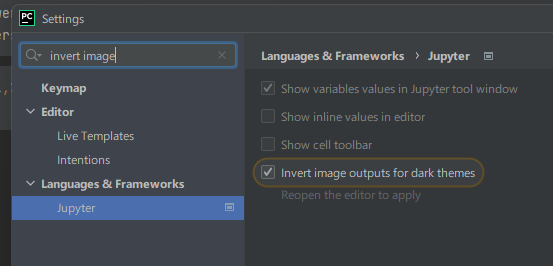 PC Settings
invert image
Keymap
Editor
Live Templates
Intentions
Languages & Frameworks
Jupyter
Languages & Frameworks › Jupyter
Show variables values in Jupyter tool window
Show inline values in editor
Show cell toolbar
Invert image outputs for dark themes
Reopen the editor to apply